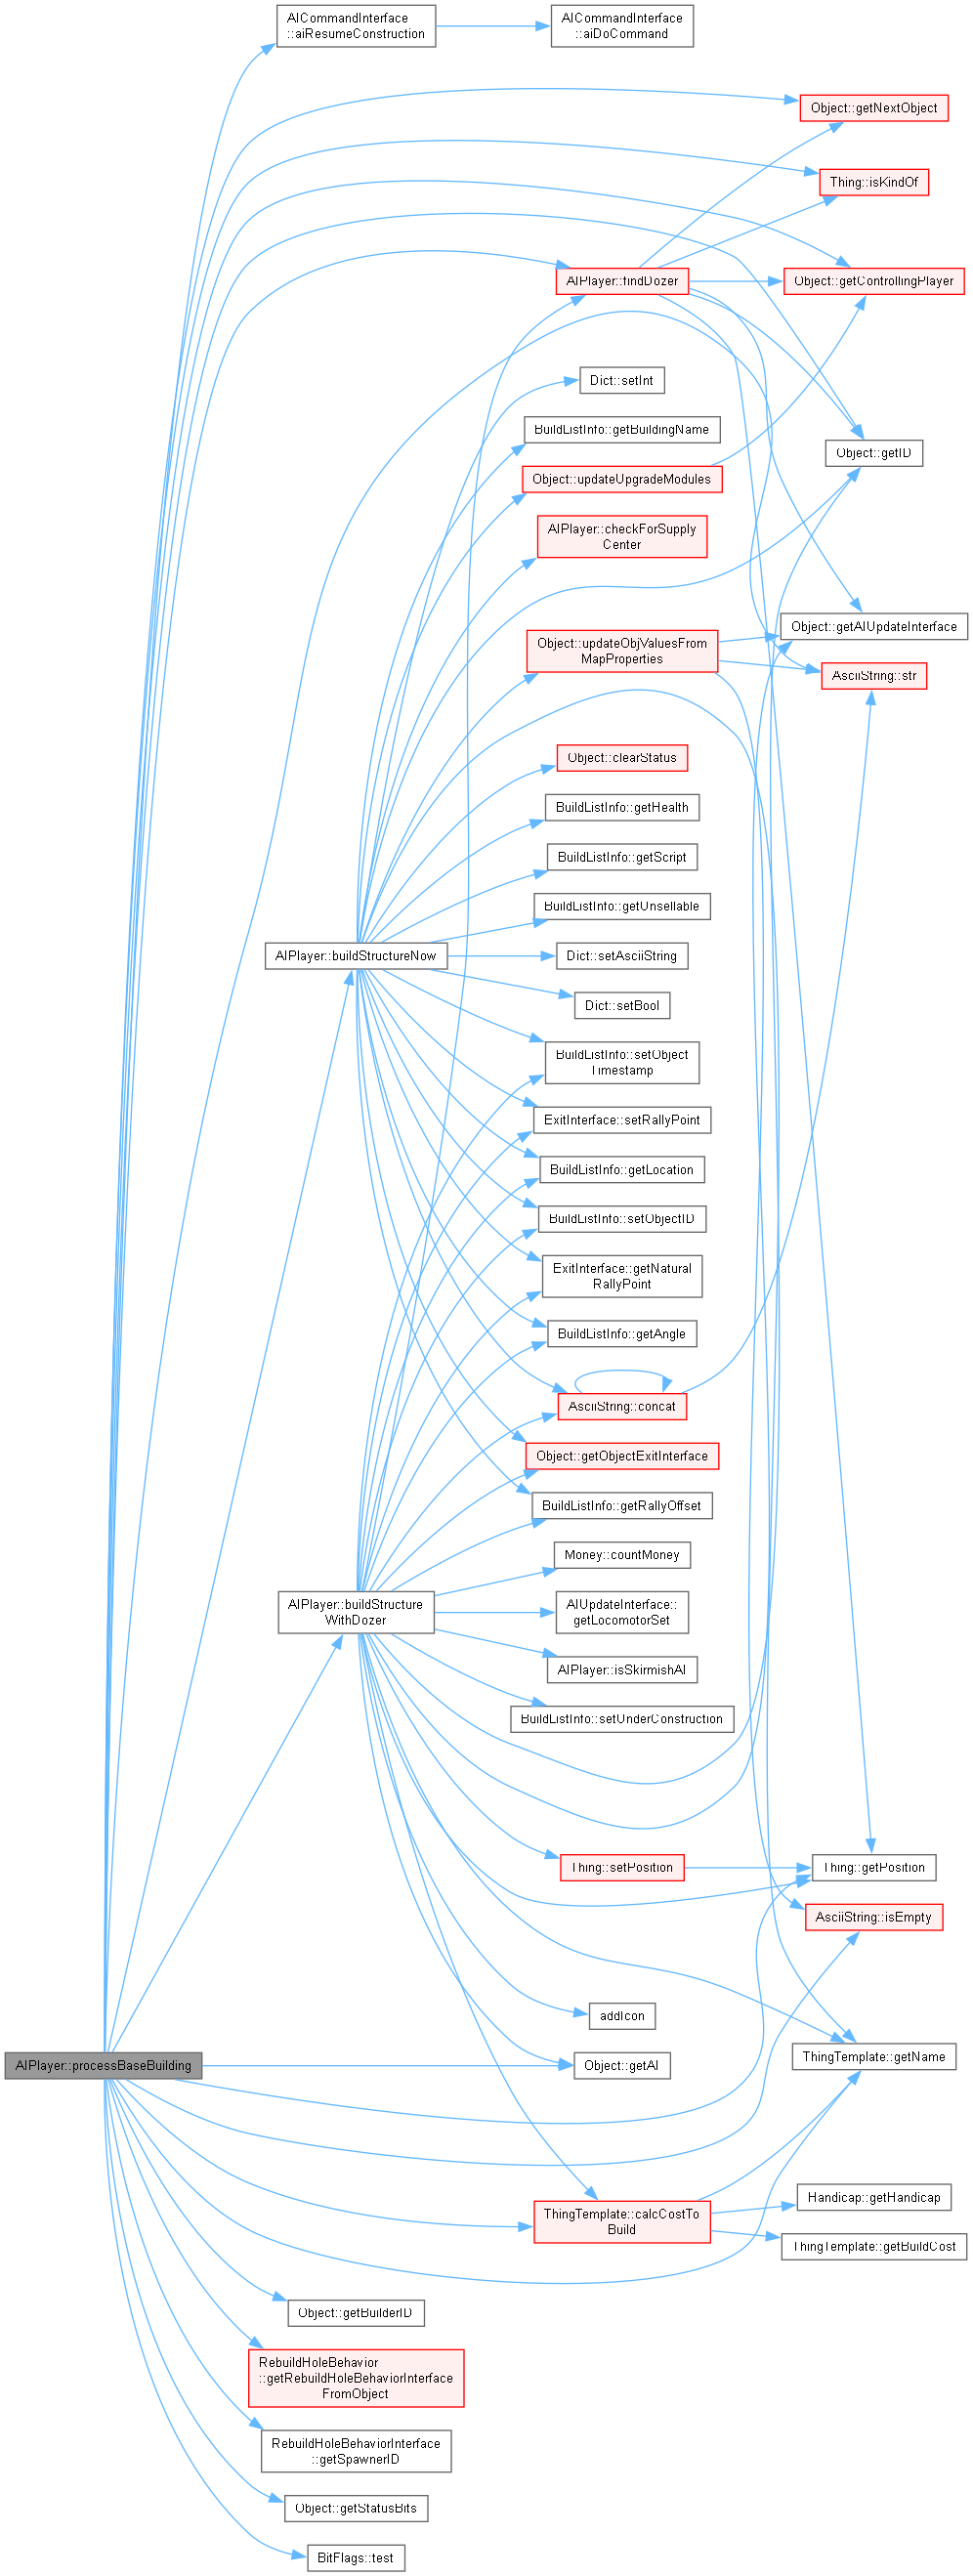 AICommandInterface
::aiResumeConstruction
AICommandInterface
::aiDoCommand
Object::getNextObject
Thing::isKindOf
AIPlayer::findDozer
Object::getControllingPlayer
Dict::setInt
BuildListInfo::getBuildingName
Object::getID
Object::updateUpgradeModules
AIPlayer::checkForSupply
Center
Object::getAIUpdateInterface
Object::updateObjValuesFrom
MapProperties
AsciiString::str
Object::clearStatus
BuildListInfo::getHealth
BuildListInfo::getScript
BuildListInfo::getUnsellable
AIPlayer::buildStructureNow
Dict::setAsciiString
Dict::setBool
BuildListInfo::setObject
Timestamp
ExitInterface::setRallyPoint
BuildListInfo::getLocation
BuildListInfo::setObjectID
ExitInterface::getNatural
RallyPoint
BuildListInfo::getAngle
AsciiString::concat
Object::getObjectExitInterface
BuildListInfo::getRallyOffset
Money::countMoney
AIPlayer::buildStructure
WithDozer
AIUpdateInterface::
getLocomotorSet
AIPlayer::isSkirmishAI
BuildListInfo::setUnderConstruction
Thing::setPosition
Thing::getPosition
AsciiString::isEmpty
addIcon
AIPlayer::processBaseBuilding
Object::getAI
ThingTemplate::getName
ThingTemplate::calcCostTo
Build
Handicap::getHandicap
ThingTemplate::getBuildCost
Object::getBuilderID
RebuildHoleBehavior
::getRebuildHoleBehaviorInterface
FromObject
RebuildHoleBehaviorInterface
::getSpawnerID
Object::getStatusBits
BitFlags::test